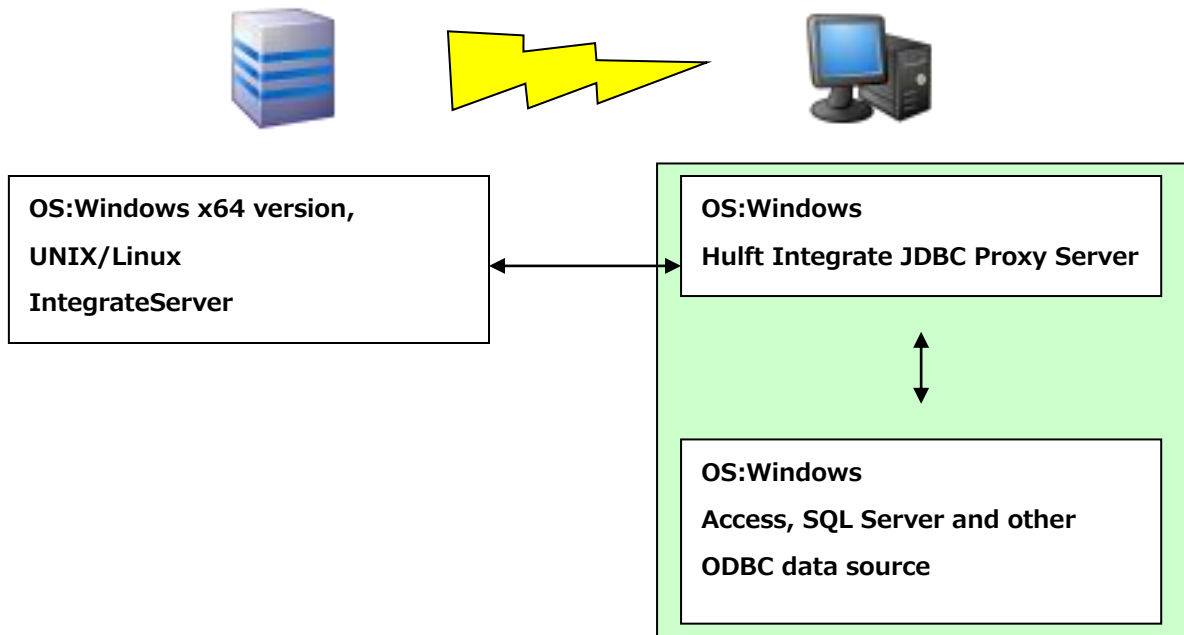 OS:Windows x64 version,
UNIX/Linux
IntegrateServer
OS:Windows
Hulft Integrate JDBC Proxy Server
OS:Windows
Access, SQL Server and other
ODBC data source